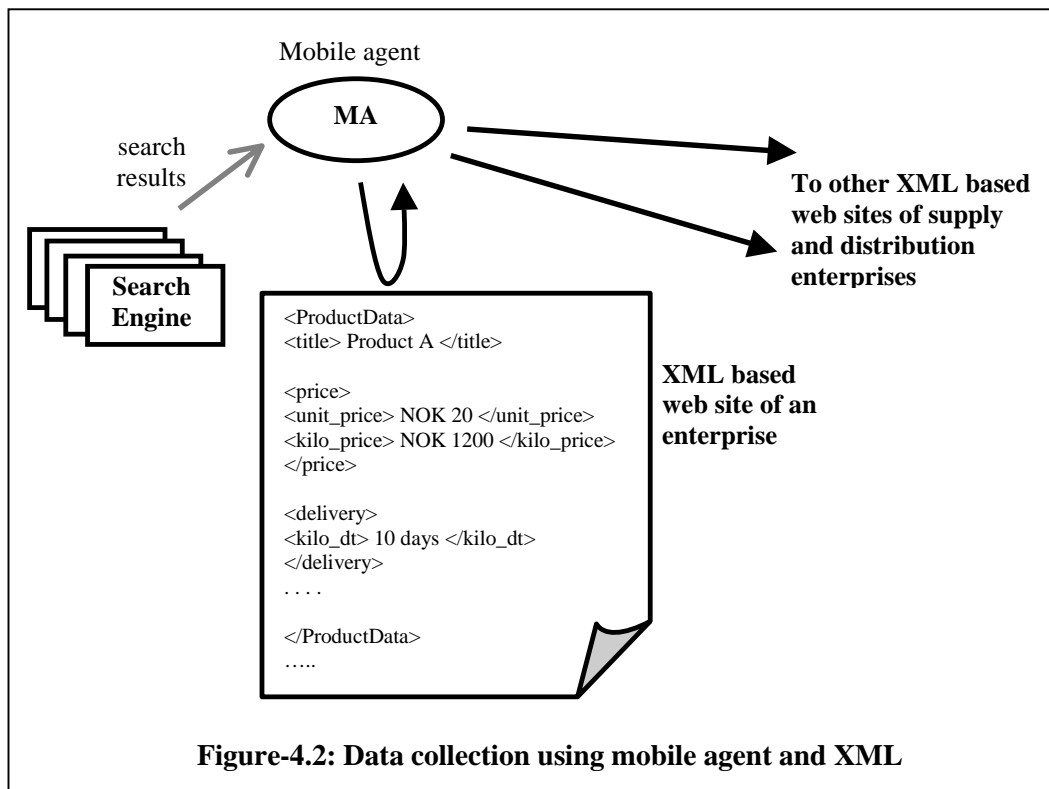 Mobile agent
MA
search
results
To other XML based
web sites of supply
and distribution
enterprises
Search
Engine
<ProductData>
<title> Product A </title>
<price>
<unit_price> NOK 20 </unit_price>
<kilo_price> NOK 1200 </kilo_price>
</price>
<delivery>
<kilo_dt> 10 days </kilo_dt>
</delivery>
. . . .
</ProductData>
…..
XML based
web site of an
enterprise
Figure-4.2: Data collection using mobile agent and XML